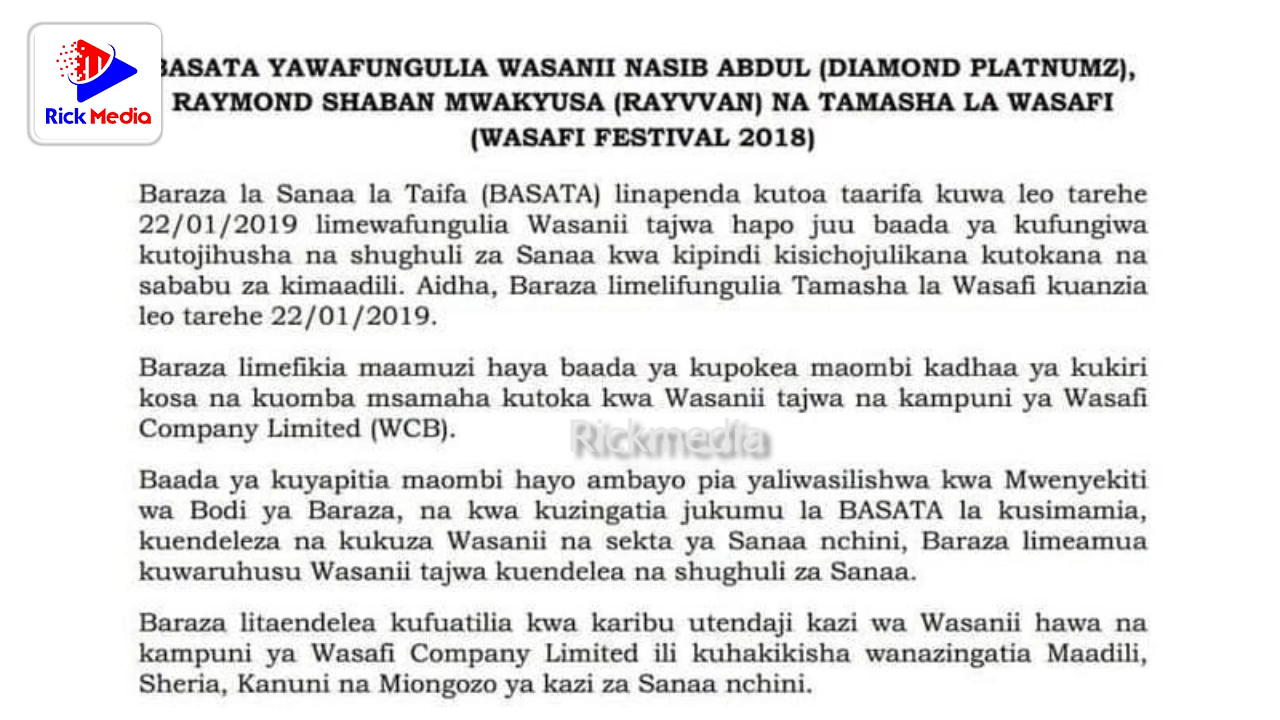 Rick Media
BASATA YAWAFUNGULIA WASANII NASIB ABDUL (DIAMOND PLATNUMZ),
RAYMOND SHABAN MWAKYUSA (RAYVVAN) NA TAMASHA LA WASAFI
(WASAFI FESTIVAL 2018)
Baraza la Sanaa la Taifa (BASATA) linapenda kutoa taarifa kuwa leo tarehe
22/01/2019 limewafungulia Wasanii tajwa hapo juu baada ya kufungiwa
kutojihusha na shughuli za Sanaa kwa kipindi kisichojulikana kutokana na
sababu za kimaadili. Aidha, Baraza limelifungulia Tamasha la Wasafi kuanzia
leo tarehe 22/01/2019.
Baraza limefikia maamuzi haya baada ya kupokea maombi kadhaa ya kukiri
kosa na kuomba msamaha kutoka kwa Wasanii tajwa na kampuni ya Wasafi
Company Limited (WCB).
Rickmedia
Baada ya kuyapitia maombi hayo ambayo pia yaliwasilishwa kwa Mwenyekiti
wa Bodi ya Baraza, na kwa kuzingatia jukumu la BASATA la kusimamia,
kuendeleza na kukuza Wasanii na sekta ya Sanaa nchini, Baraza limeamua
kuwaruhusu Wasanii tajwa kuendelea na shughuli za Sanaa.
Baraza litaendelea kufuatilia kwa karibu utendaji kazi wa Wasanii hawa na
kampuni ya Wasafi Company Limited ili kuhakikisha wanazingatia Maadili,
Sheria, Kanuni na Miongozo ya kazi za Sanaa nchini.